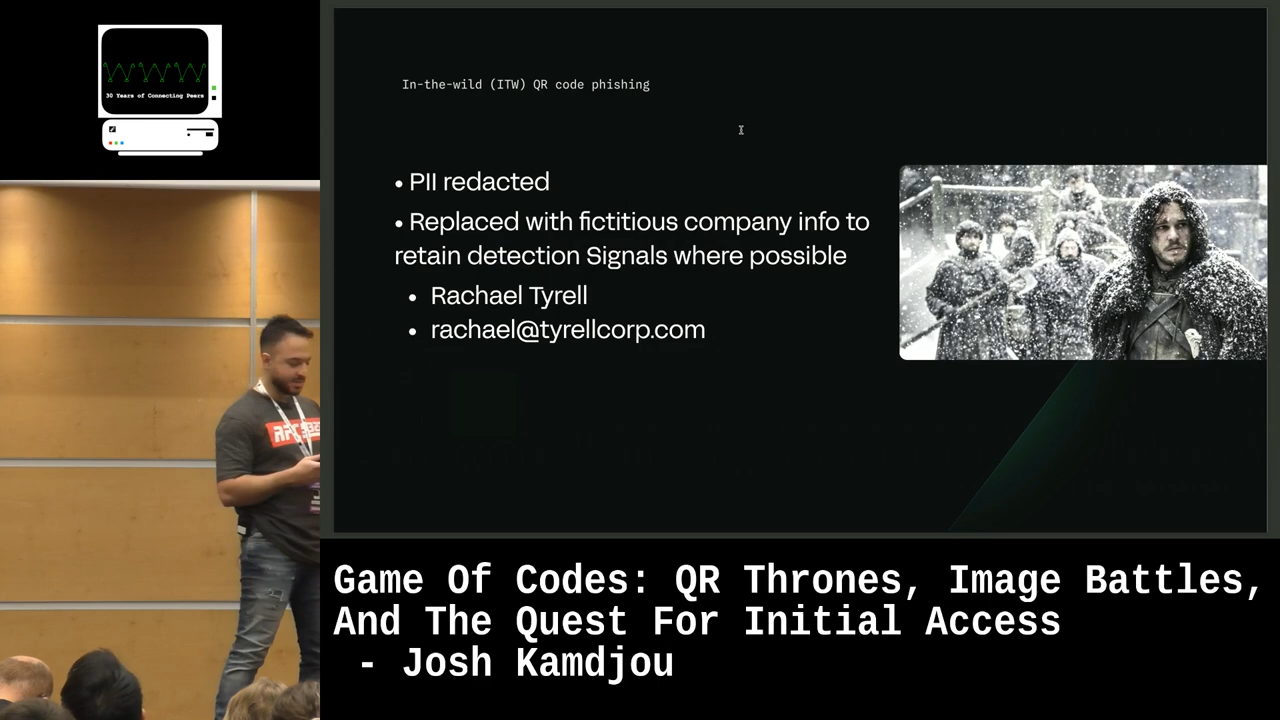 30 Years of Connecting Peers
In-the-wild (ITW) QR code phishing
• PII redacted
• Replaced with fictitious company info to
retain detection Signals where possible
• Rachael Tyrell
• rachael@tyrellcorp.com
Game Of Codes: QR Thrones, Image Battles,
And The Quest For Initial Access
- Josh Kamdjou